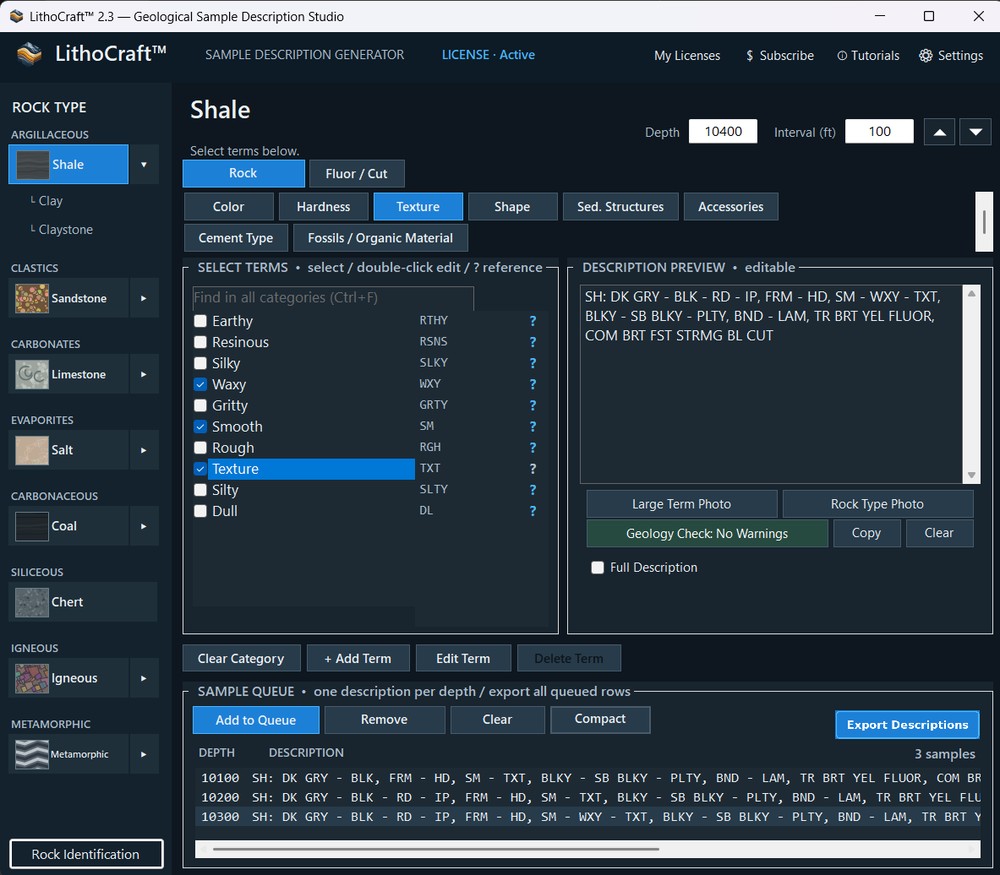 LithoCraft™ 2.3 — Geological Sample Description Studio
LithoCraft™
SAMPLE DESCRIPTION GENERATOR
LICENSE · Active
My Licenses
$ Subscribe
Tutorials
Settings
ROCK TYPE
ARGILLACEOUS
Shale
└ Clay
└ Claystone
CLASTICS
Sandstone
CARBONATES
Limestone
EVAPORITES
Salt
CARBONACEOUS
Coal
SILICEOUS
Chert
IGNEOUS
Igneous
METAMORPHIC
Metamorphic
Rock Identification
Shale
Depth 10400 Interval (ft) 100
Select terms below.
Rock Fluor / Cut
Color Hardness Texture Shape Sed. Structures Accessories
Cement Type Fossils / Organic Material
SELECT TERMS • select / double-click edit / ? reference
Find in all categories (Ctrl+F)
Earthy RTHY ?
Resinous RSNS ?
Silky SLKY ?
Waxy WXY ?
Gritty GRTY ?
Smooth SM ?
Rough RGH ?
Texture TXT ?
Silty SLTY ?
Dull DL ?
DESCRIPTION PREVIEW • editable
SH: DK GRY - BLK - RD - IP, FRM - HD, SM - WXY - TXT,
BLKY - SB BLKY - PLTY, BND - LAM, TR BRT YEL FLUOR,
COM BRT FST STRMG BL CUT
Large Term Photo Rock Type Photo
Geology Check: No Warnings Copy Clear
Full Description
Clear Category + Add Term Edit Term Delete Term
SAMPLE QUEUE • one description per depth / export all queued rows
Add to Queue Remove Clear Compact Export Descriptions
DEPTH DESCRIPTION 3 samples
10100 SH: DK GRY - BLK, FRM - HD, SM - TXT, BLKY - SB BLKY - PLTY, BND - LAM, TR BRT YEL FLUOR, COM BR
10200 SH: DK GRY - BLK - RD - IP, FRM - HD, SM - TXT, BLKY - SB BLKY - PLTY, BND - LAM, TR BRT YEL FLU
10300 SH: DK GRY - BLK - RD - IP, FRM - HD, SM - WXY - TXT, BLKY - SB BLKY - PLTY, BND - LAM, TR BRT Y